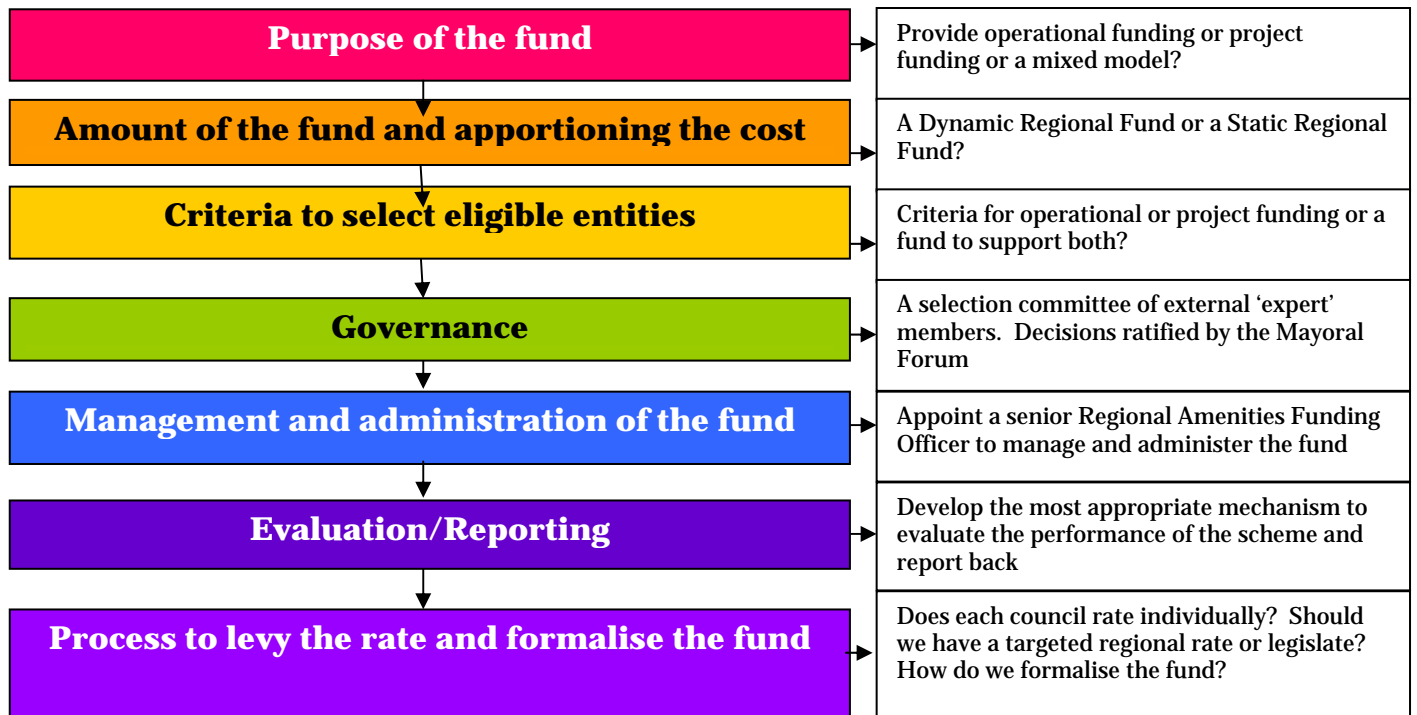 Purpose of the fund
Provide operational funding or project
funding or a mixed model?
Amount of the fund and apportioning the cost
A Dynamic Regional Fund or a Static Regional
Fund?
Criteria to select eligible entities
Criteria for operational or project funding or a
fund to support both?
Governance
A selection committee of external ‘expert’
members.  Decisions ratified by the Mayoral
Forum
Management and administration of the fund
Appoint a senior Regional Amenities Funding
Officer to manage and administer the fund
Evaluation/Reporting
Develop the most appropriate mechanism to
evaluate the performance of the scheme and
report back
Process to levy the rate and formalise the fund
Does each council rate individually?  Should
we have a targeted regional rate or legislate?
How do we formalise the fund?